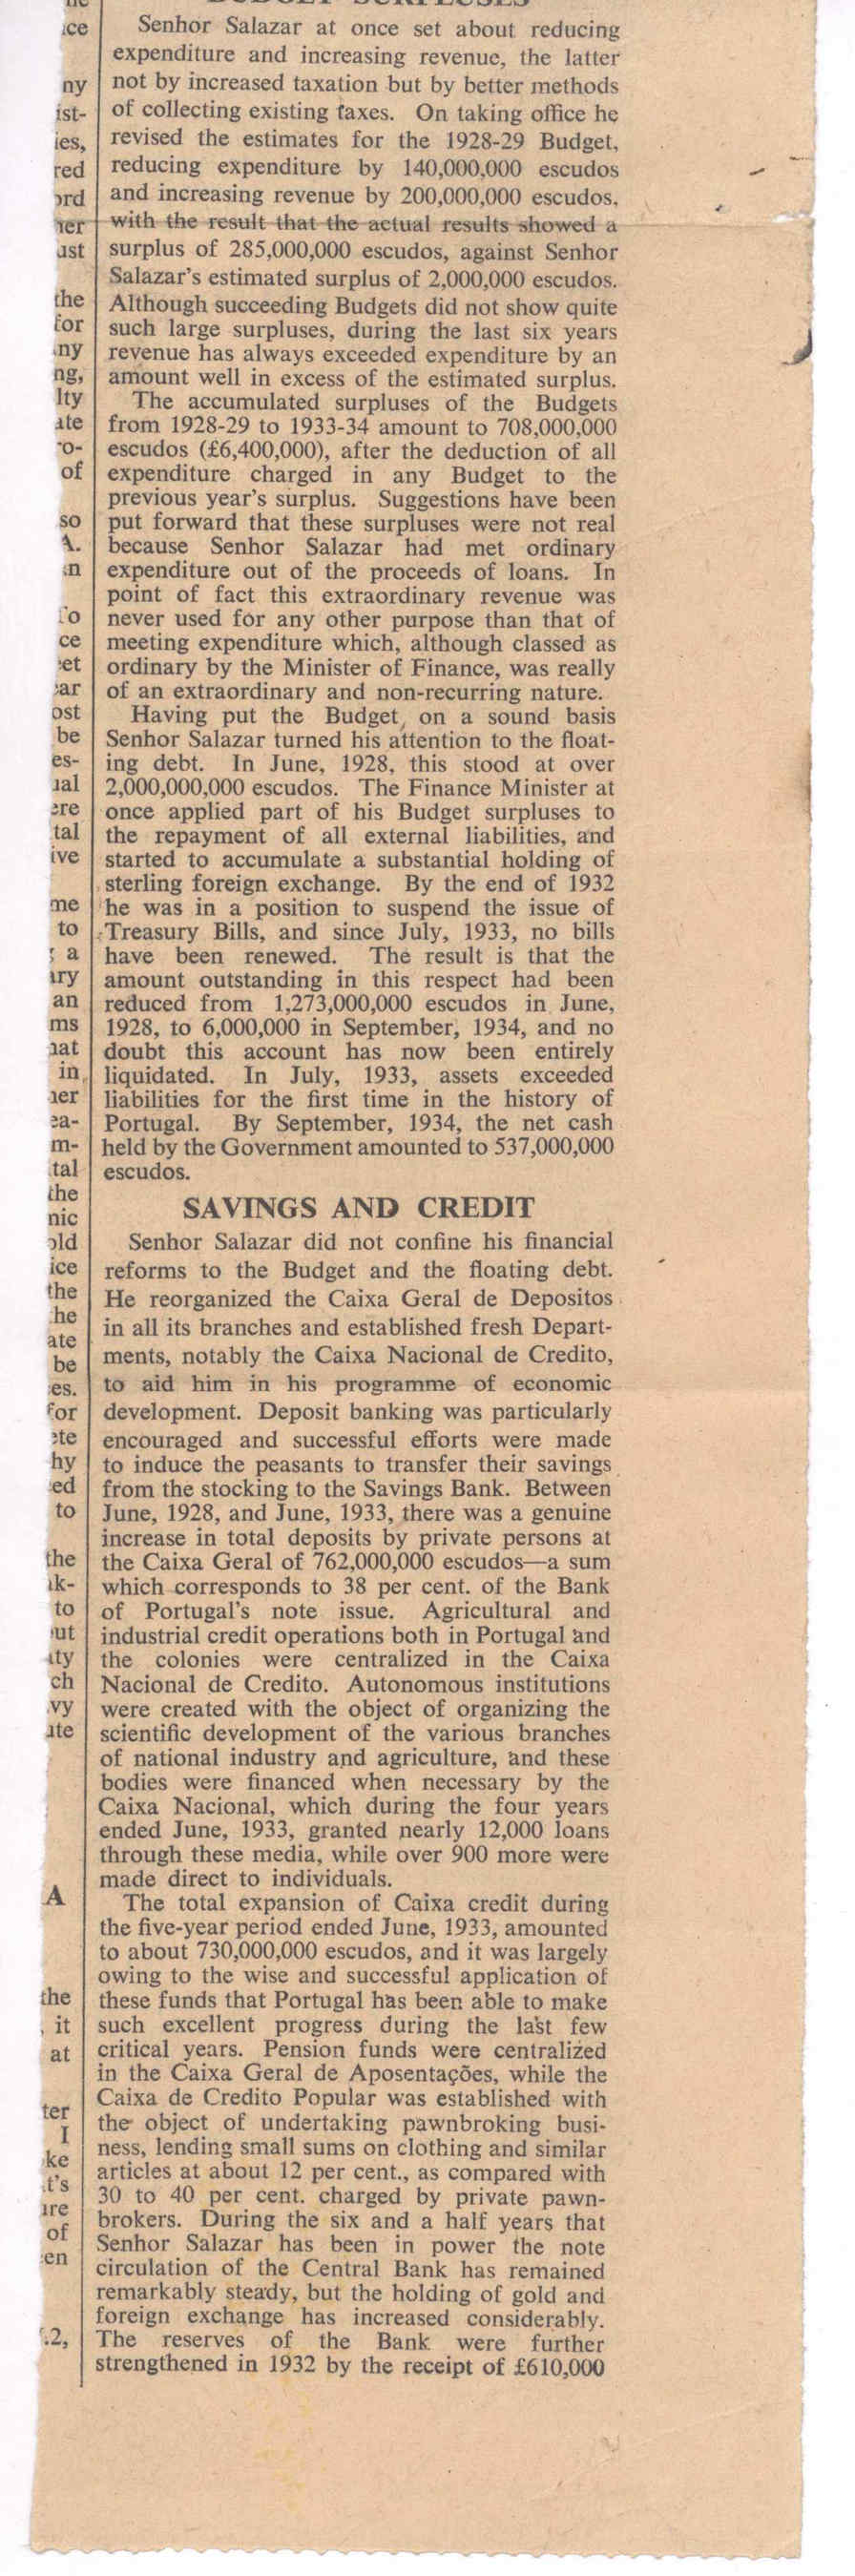 BUDGET SURPLUSES
Senhor Salazar at once set about reducing
expenditure and increasing revenue, the latter
not by increased taxation but by better methods
of collecting existing taxes. On taking office he
revised the estimates for the 1928-29 Budget,
reducing expenditure by 140,000,000 escudos
and increasing revenue by 200,000,000 escudos,
with the result that the actual results showed a
surplus of 285,000,000 escudos, against Senhor
Salazar's estimated surplus of 2,000,000 escudos.
Although succeeding Budgets did not show quite
such large surpluses, during the last six years
revenue has always exceeded expenditure by an
amount well in excess of the estimated surplus.
The accumulated surpluses of the Budgets
from 1928-29 to 1933-34 amount to 708,000,000
escudos (£6,400,000), after the deduction of all
expenditure charged in any Budget to the
previous year's surplus. Suggestions have been
put forward that these surpluses were not real
because Senhor Salazar had met ordinary
expenditure out of the proceeds of loans. In
point of fact this extraordinary revenue was
never used for any other purpose than that of
meeting expenditure which, although classed as
ordinary by the Minister of Finance, was really
of an extraordinary and non-recurring nature.
Having put the Budget, on a sound basis
Senhor Salazar turned his attention to the float-
ing debt. In June, 1928, this stood at over
2,000,000,000 escudos. The Finance Minister at
once applied part of his Budget surpluses to
the repayment of all external liabilities, and
started to accumulate a substantial holding of
sterling foreign exchange. By the end of 1932
he was in a position to suspend the issue of
Treasury Bills, and since July, 1933, no bills
have been renewed. The result is that the
amount outstanding in this respect had been
reduced from 1,273,000,000 escudos in June,
1928, to 6,000,000 in September, 1934, and no
doubt this account has now been entirely
liquidated. In July, 1933, assets exceeded
liabilities for the first time in the history of
Portugal. By September, 1934, the net cash
held by the Government amounted to 537,000,000
escudos.
SAVINGS AND CREDIT
Senhor Salazar did not confine his financial
reforms to the Budget and the floating debt.
He reorganized the Caixa Geral de Depositos
in all its branches and established fresh Depart-
ments, notably the Caixa Nacional de Credito,
to aid him in his programme of economic
development. Deposit banking was particularly
encouraged and successful efforts were made
to induce the peasants to transfer their savings
from the stocking to the Savings Bank. Between
June, 1928, and June, 1933, there was a genuine
increase in total deposits by private persons at
the Caixa Geral of 762,000,000 escudos—a sum
which corresponds to 38 per cent. of the Bank
of Portugal's note issue. Agricultural and
industrial credit operations both in Portugal and
the colonies were centralized in the Caixa
Nacional de Credito. Autonomous institutions
were created with the object of organizing the
scientific development of the various branches
of national industry and agriculture, and these
bodies were financed when necessary by the
Caixa Nacional, which during the four years
ended June, 1933, granted nearly 12,000 loans
through these media, while over 900 more were
made direct to individuals.
The total expansion of Caixa credit during
the five-year period ended June, 1933, amounted
to about 730,000,000 escudos, and it was largely
owing to the wise and successful application of
these funds that Portugal has been able to make
such excellent progress during the last few
critical years. Pension funds were centralized
in the Caixa Geral de Aposentações, while the
Caixa de Credito Popular was established with
the object of undertaking pawnbroking busi-
ness, lending small sums on clothing and similar
articles at about 12 per cent., as compared with
30 to 40 per cent. charged by private pawn-
brokers. During the six and a half years that
Senhor Salazar has been in power the note
circulation of the Central Bank has remained
remarkably steady, but the holding of gold and
foreign exchange has increased considerably.
The reserves of the Bank were further
strengthened in 1932 by the receipt of £610,000